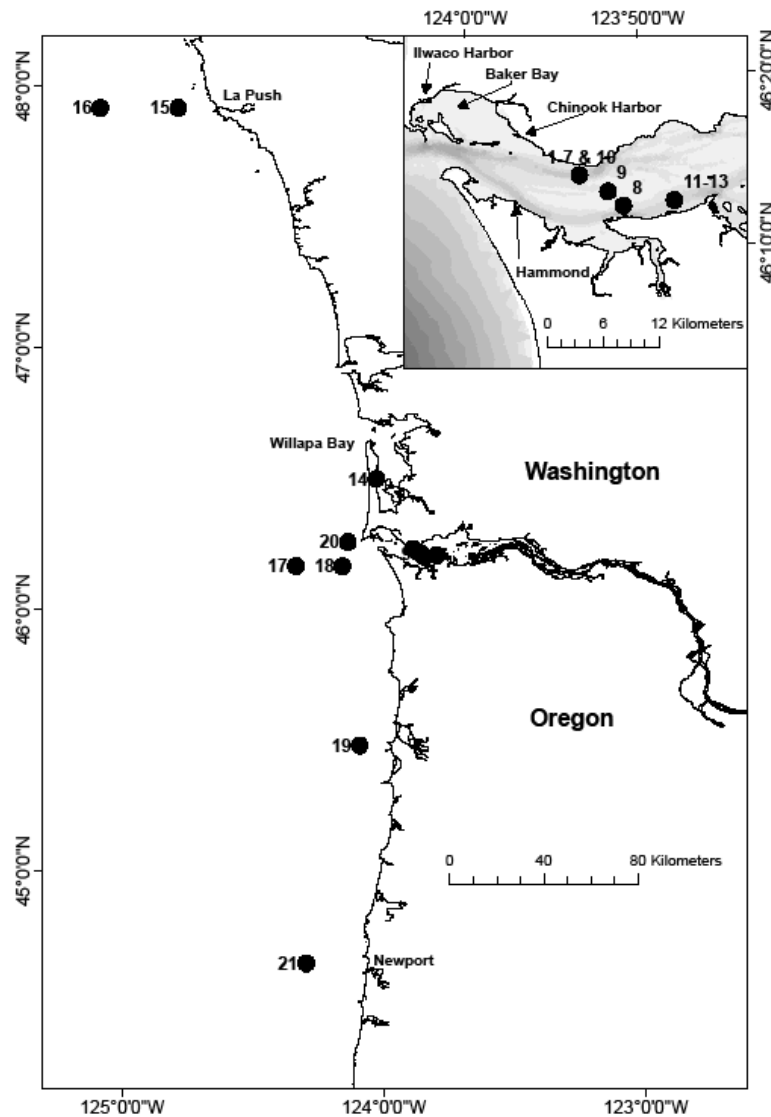 124°0'0"W
123°50'0"W
Ilwaco Harbor
Baker Bay
Chinook Harbor
1-7 & 10
9
8
11-13
Hammond
0 6 12 Kilometers
46°20'0"N
46°10'0"N
48°0'0"N
16
15
La Push
47°0'0"N
Willapa Bay
14
Washington
20
17
18
46°0'0"N
Oregon
19
0 40 80 Kilometers
45°0'0"N
21
Newport
125°0'0"W
124°0'0"W
123°0'0"W